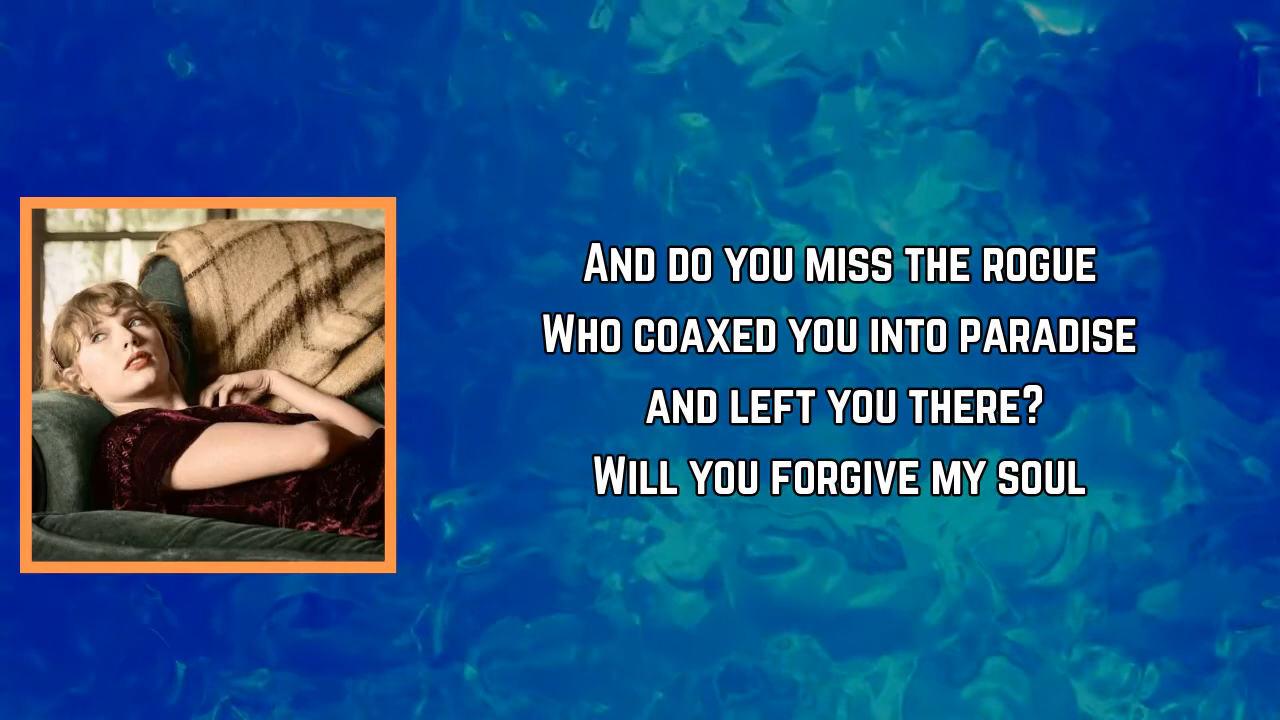 And do you miss the rogue
Who coaxed you into paradise
and left you there?
Will you forgive my soul